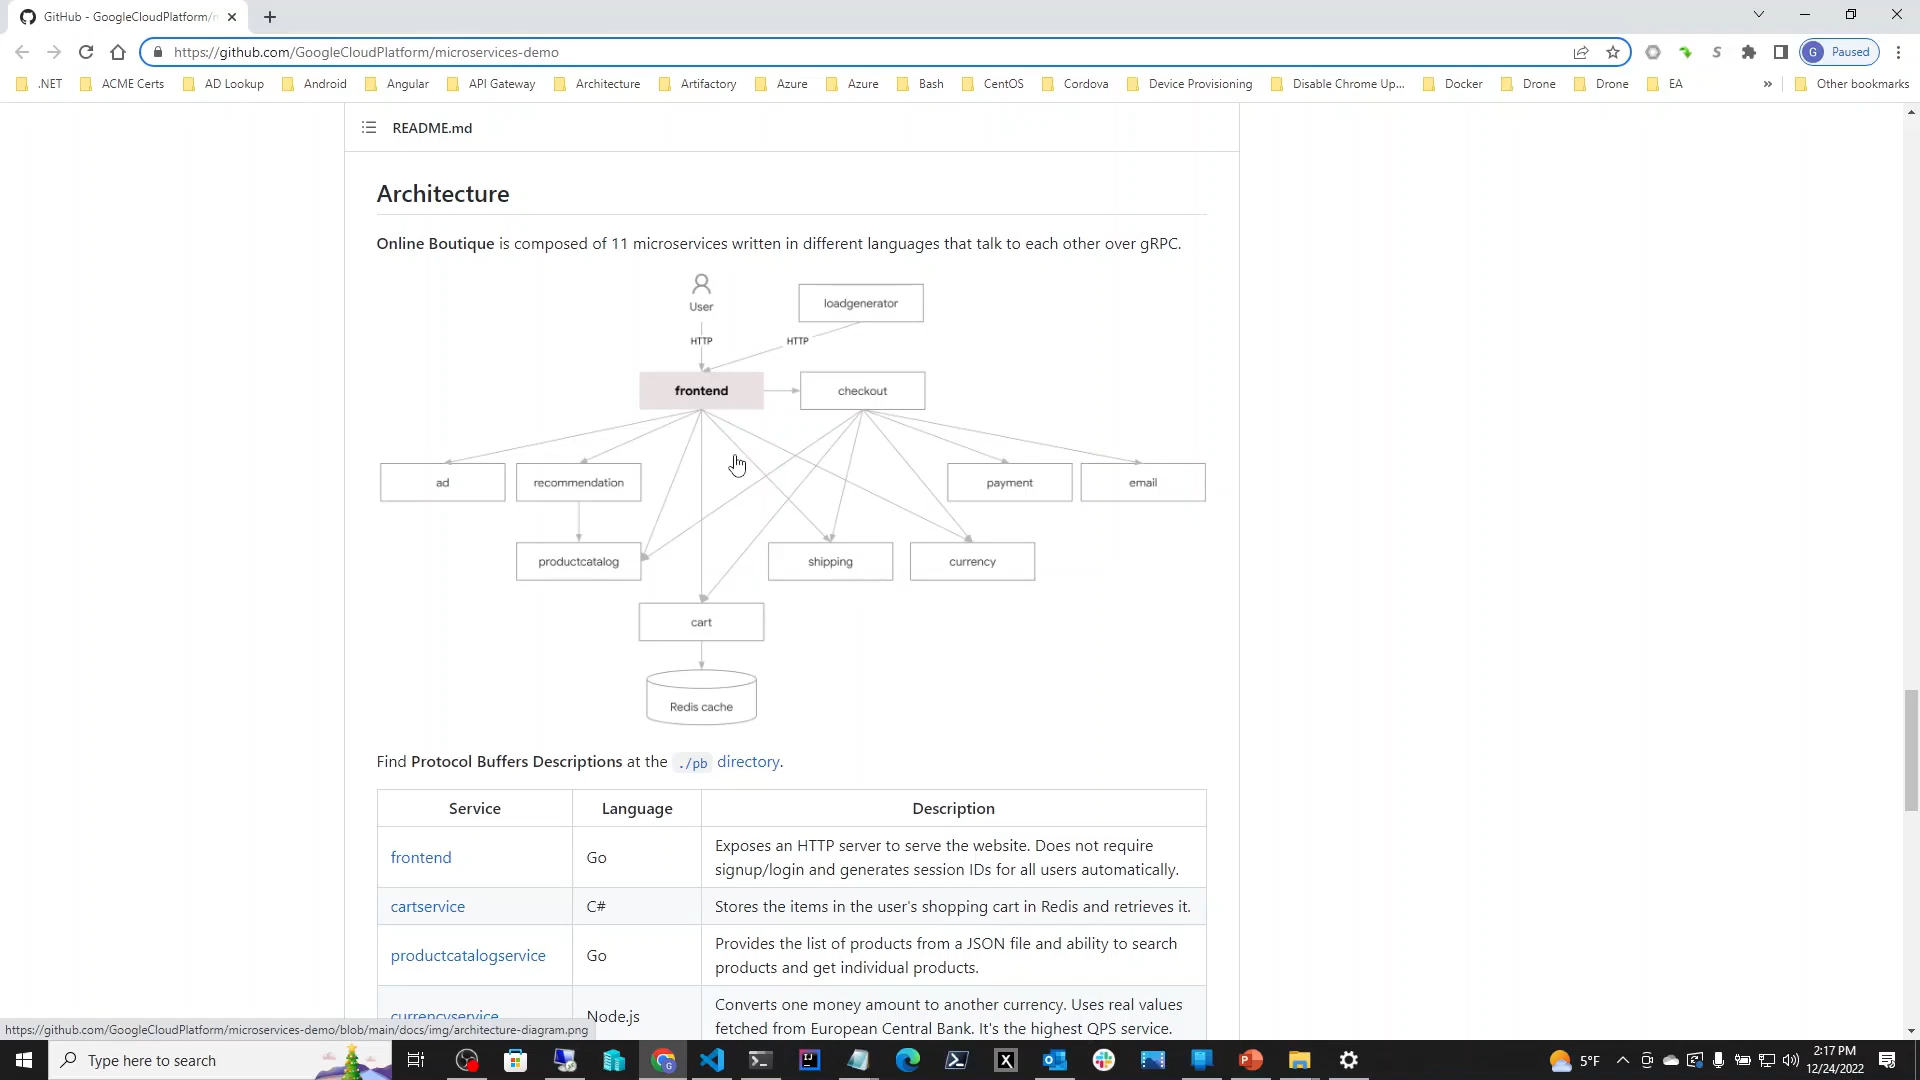 GitHub - GoogleCloudPlatform/m
https://github.com/GoogleCloudPlatform/microservices-demo
G Paused
.NET ACME Certs AD Lookup Android Angular API Gateway Architecture Artifactory Azure Azure Bash CentOS Cordova Device Provisioning Disable Chrome Up... Docker Drone Drone EA » Other bookmarks
README.md
Architecture
Online Boutique is composed of 11 microservices written in different languages that talk to each other over gRPC.
User
loadgenerator
HTTP HTTP
frontend checkout
ad recommendation payment email
productcatalog shipping currency
cart
Redis cache
Find Protocol Buffers Descriptions at the ./pb directory.
Service Language Description
frontend Go Exposes an HTTP server to serve the website. Does not require
signup/login and generates session IDs for all users automatically.
cartservice C# Stores the items in the user's shopping cart in Redis and retrieves it.
productcatalogservice Go Provides the list of products from a JSON file and ability to search
products and get individual products.
currencyservice Node.js Converts one money amount to another currency. Uses real values
fetched from European Central Bank. It's the highest QPS service.
https://github.com/GoogleCloudPlatform/microservices-demo/blob/main/docs/img/architecture-diagram.png
Type here to search
5°F
2:17 PM
12/24/2022